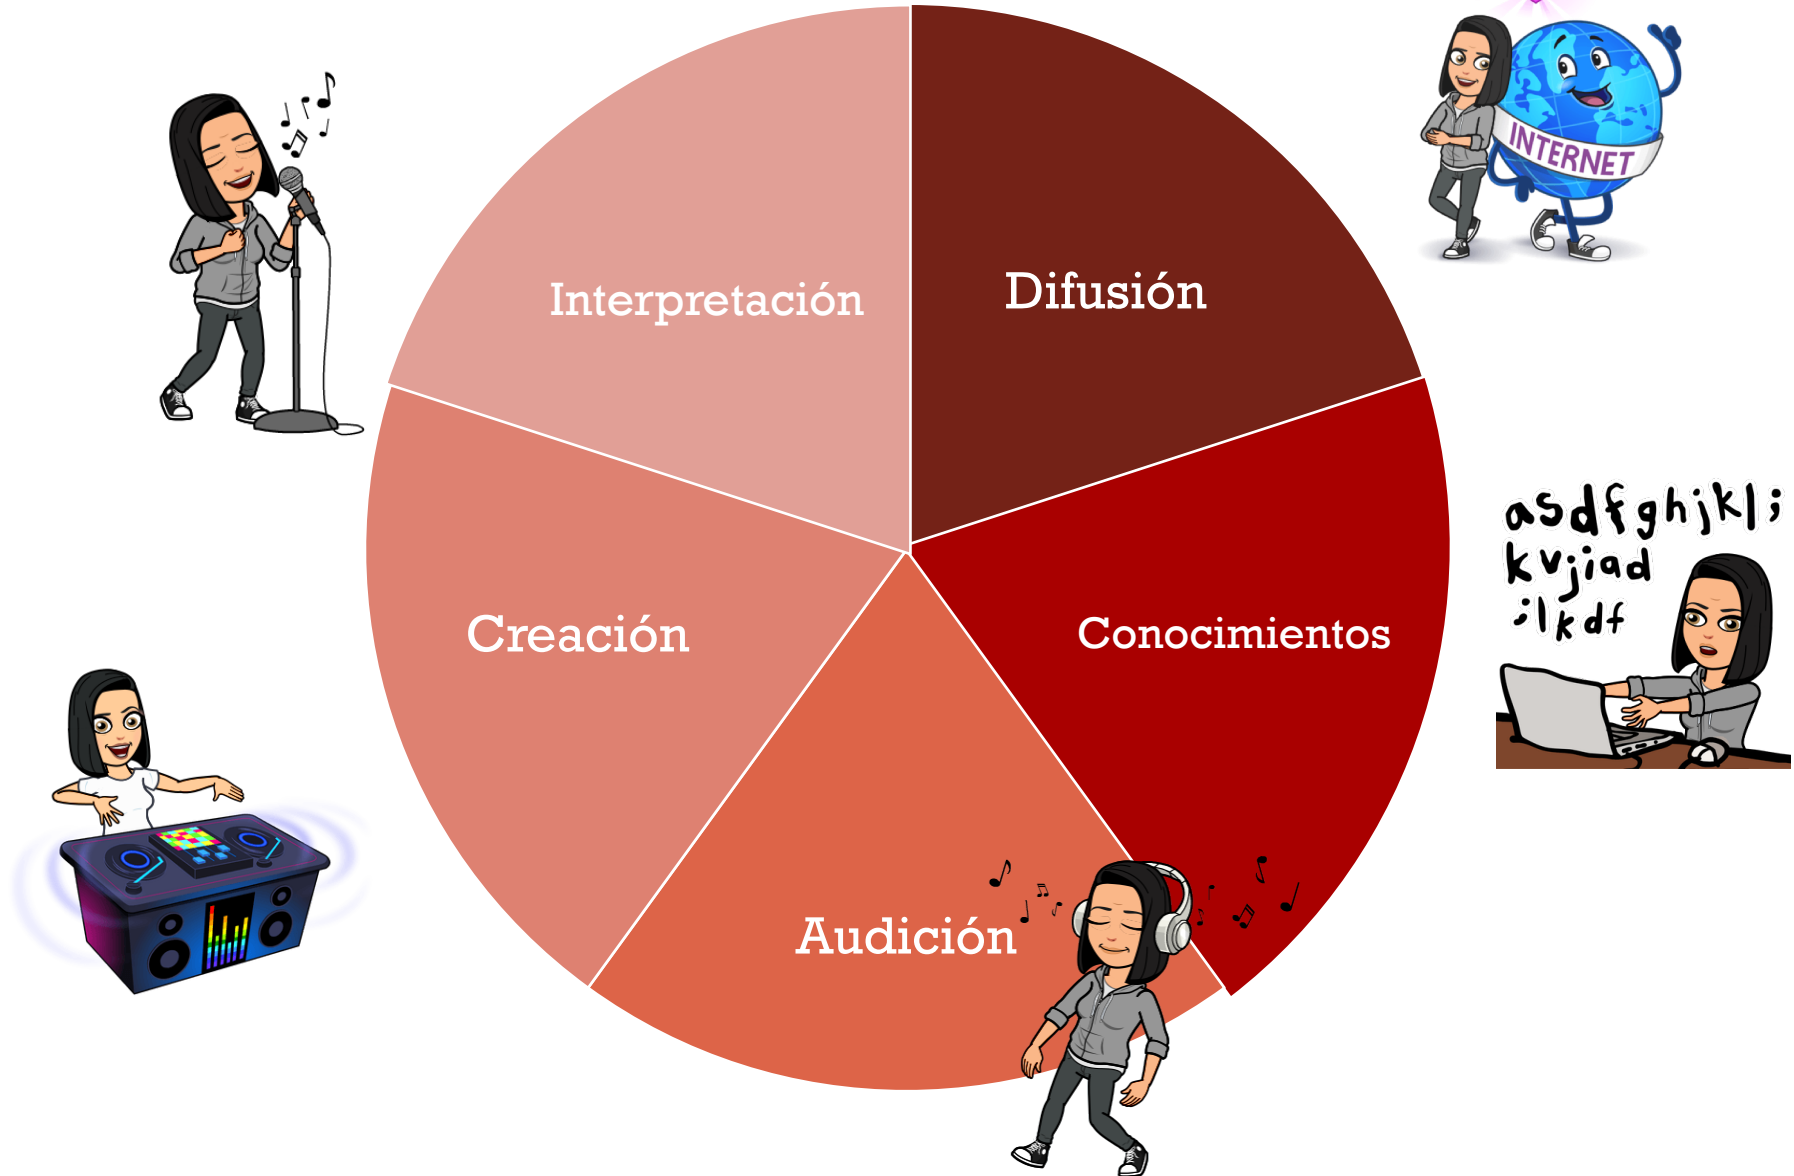 INTERNET
Interpretación
Difusión
asdfghjkl;
kvjiad
;lkdf
Creación
Conocimientos
Audición